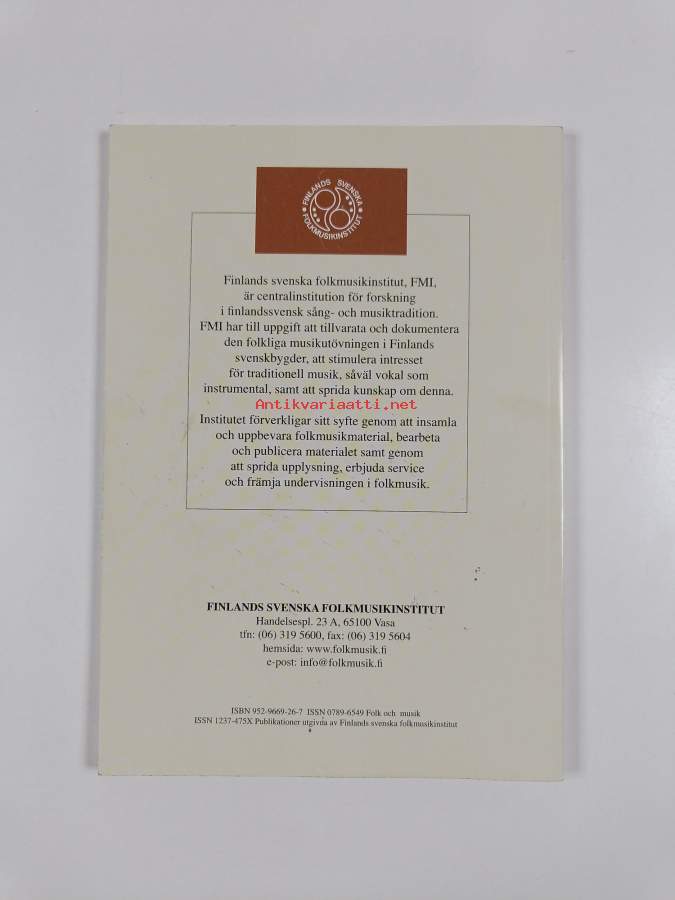 FINLANDS SVENSKA
FOLKMUSIKINSTITUT
Finlands svenska folkmusikinstitut, FMI,
är centralinstitution för forskning
i finlandssvensk sång- och musiktradition.
FMI har till uppgift att tillvarata och dokumentera
den folkliga musikutövningen i Finlands
svenskbygder, att stimulera intresset
för traditionell musik, såväl vokal som
instrumental, samt att sprida kunskap om denna.
Antikvariaatti.net
Institutet förverkligar sitt syfte genom att insamla
och uppbevara folkmusikmaterial, bearbeta
och publicera materialet samt genom
att sprida upplysning, erbjuda service
och främja undervisningen i folkmusik.
FINLANDS SVENSKA FOLKMUSIKINSTITUT
Handelsespl. 23 A, 65100 Vasa
tfn: (06) 319 5600, fax: (06) 319 5604
hemsida: www.folkmusik.fi
e-post: info@folkmusik.fi
ISBN 952-9669-26-7 ISSN 0789-6549 Folk och musik
ISSN 1237-475X Publikationer utgivna av Finlands svenska folkmusikinstitut